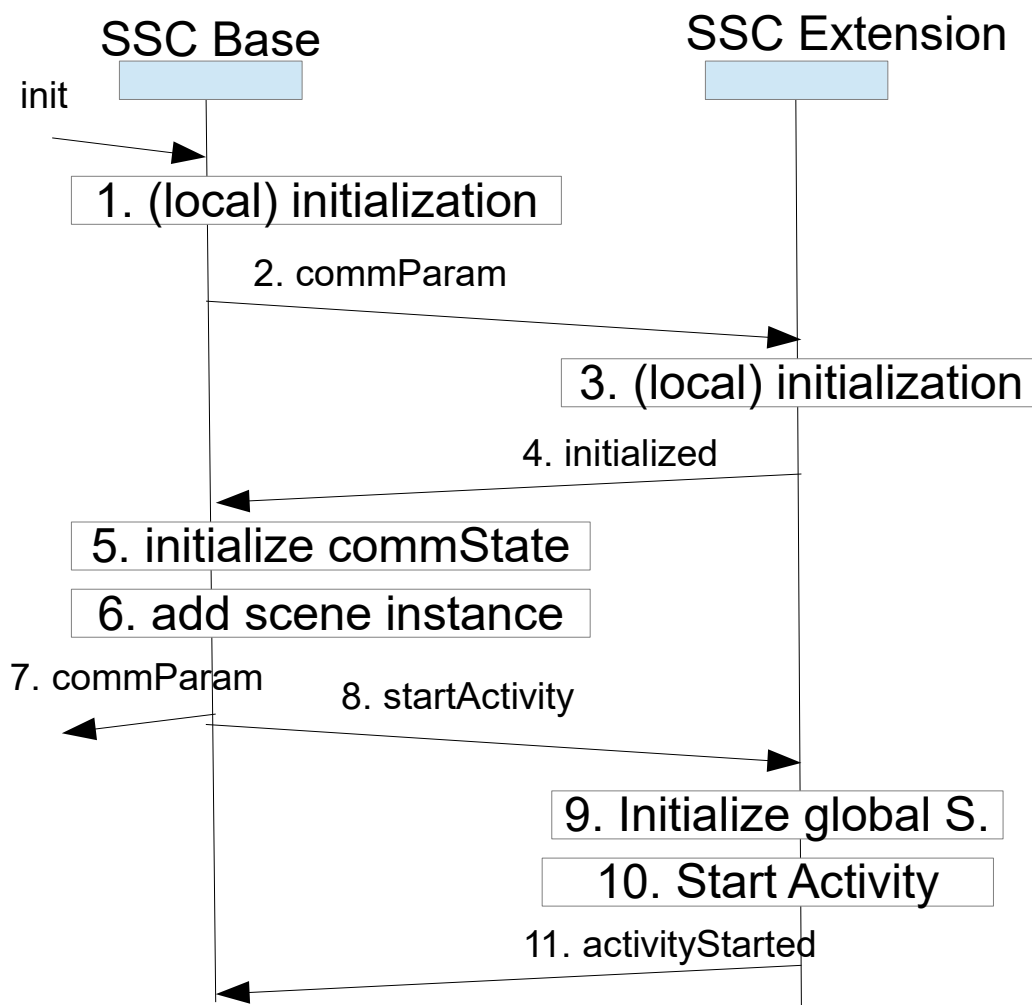 SSC Base
SSC Extension
init
1. (local) initialization
2. commParam
3. (local) initialization
4. initialized
5. initialize commState
6. add scene instance
7. commParam
8. startActivity
9. Initialize global S.
10. Start Activity
11. activityStarted